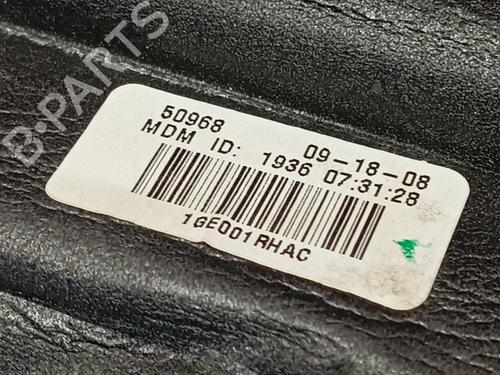 B-PARTS
50968 09-18-08
MDM ID: 1936 07:31:28
1GE001RHAC